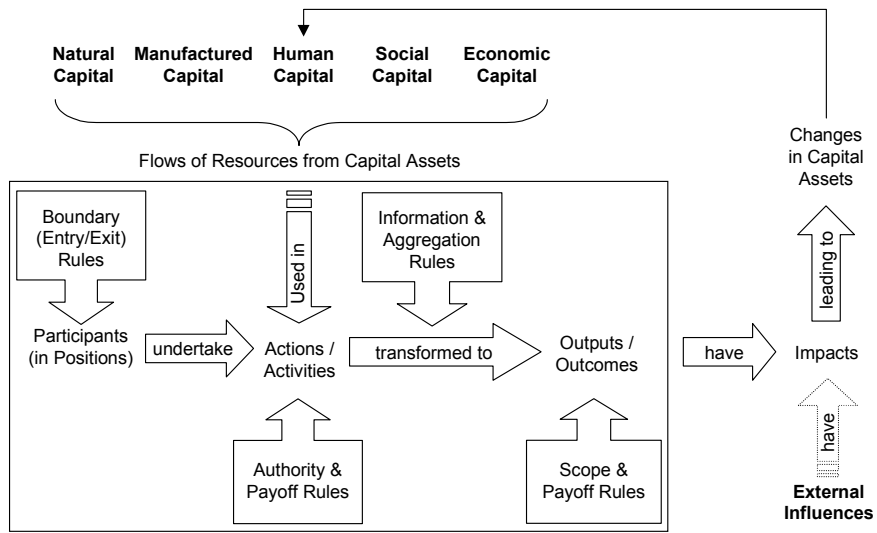 Natural Manufactured Human Social Economic
Capital Capital Capital Capital Capital
Changes
in Capital
Assets
Flows of Resources from Capital Assets
Boundary
(Entry/Exit)
Rules
Used in
Information &
Aggregation
Rules
leading to
Participants
(in Positions)
undertake
Actions /
Activities
transformed to
Outputs /
Outcomes
have
Impacts
Authority &
Payoff Rules
Scope &
Payoff Rules
have
External
Influences